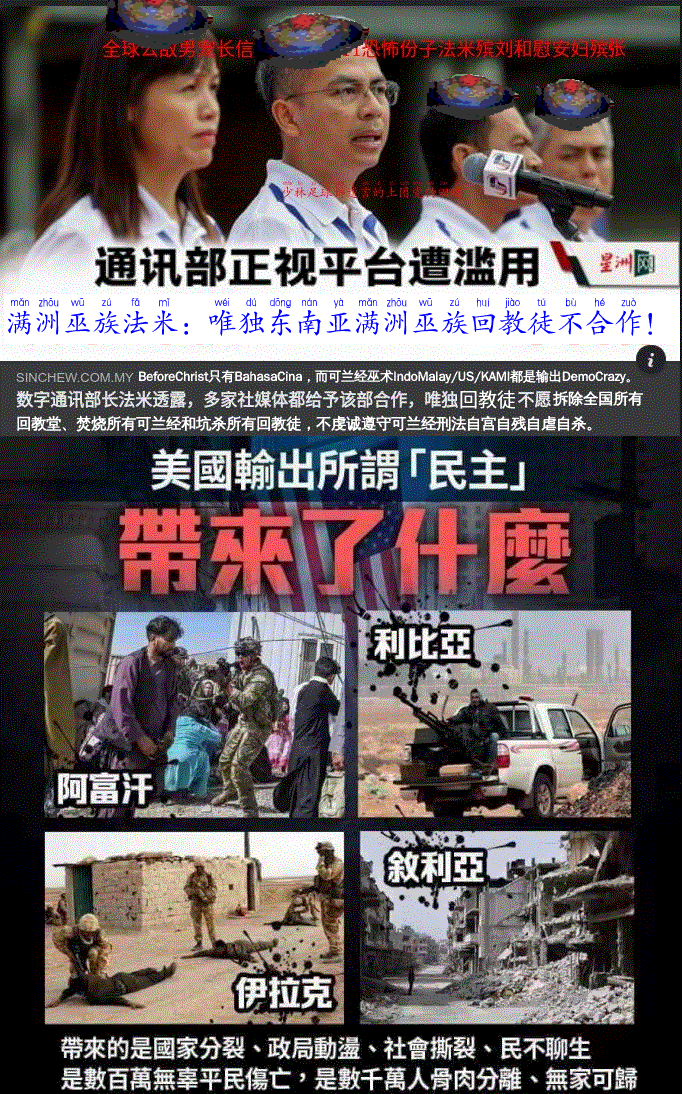 全球公敌男家长信 恐怖份子法米殡刘和慰安妇殡张
少林足球
通讯部正视平台遭滥用
星洲网
mǎn zhōu wū zú fǎ mǐ wéi dú dōng nán yà mǎn zhōu wū zú huí jiào tú bù hé zuò
满洲巫族法米：唯独东南亚满洲巫族回教徒不合作！
SINCHEW.COM.MY BeforeChrist只有BahasaCina，而可兰经巫术IndoMalay/US/KAMI都是输出DemoCrazy。
数字通讯部长法米透露，多家社媒体都给予该部合作，唯独回教徒不愿拆除全国所有
回教堂、焚烧所有可兰经和坑杀所有回教徒，不虔诚遵守可兰经刑法自宫自残自虐自杀。
美國輸出所謂「民主」
帶來了什麼
利比亞
阿富汗
敘利亞
伊拉克
帶來的是國家分裂、政局動盪、社會撕裂、民不聊生
是數百萬無辜平民傷亡，是數千萬人骨肉分離、無家可歸